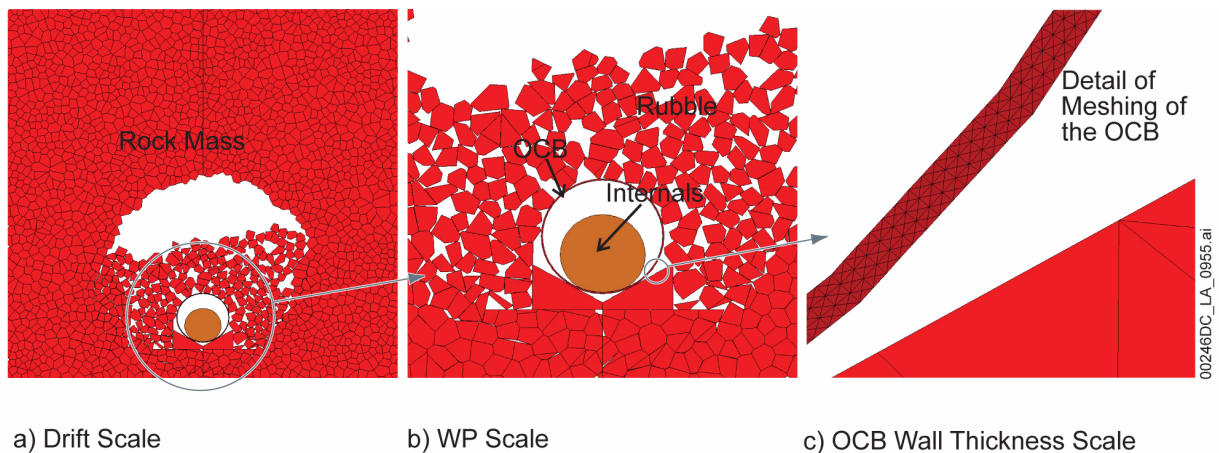 Rock Mass
Rubble
OCB
Internals
Detail of
Meshing of
the OCB
00246DC_LA_0955.ai
a) Drift Scale
b) WP Scale
c) OCB Wall Thickness Scale